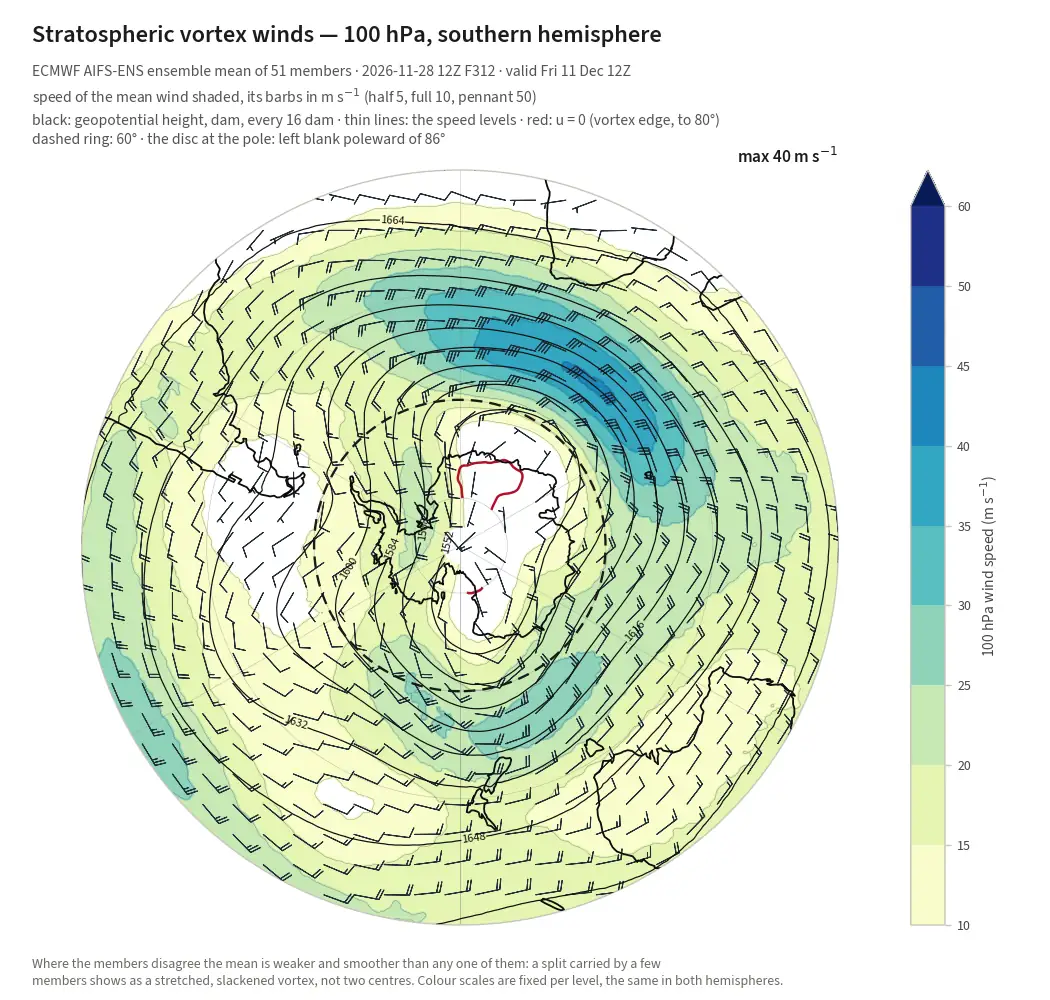 Stratospheric vortex winds — 100 hPa, southern hemisphere
ECMWF AIFS-ENS ensemble mean of 51 members · 2026-11-28 12Z F312 · valid Fri 11 Dec 12Z
speed of the mean wind shaded, its barbs in m s⁻¹ (half 5, full 10, pennant 50)
black: geopotential height, dam, every 16 dam · thin lines: the speed levels · red: u = 0 (vortex edge, to 80°)
dashed ring: 60° · the disc at the pole: left blank poleward of 86°
max 40 m s⁻¹
1664
1552
1584
1600
1616
1632
1648
60
50
45
40
35
30
25
20
15
10
100 hPa wind speed (m s⁻¹)
Where the members disagree the mean is weaker and smoother than any one of them: a split carried by a few
members shows as a stretched, slackened vortex, not two centres. Colour scales are fixed per level, the same in both hemispheres.